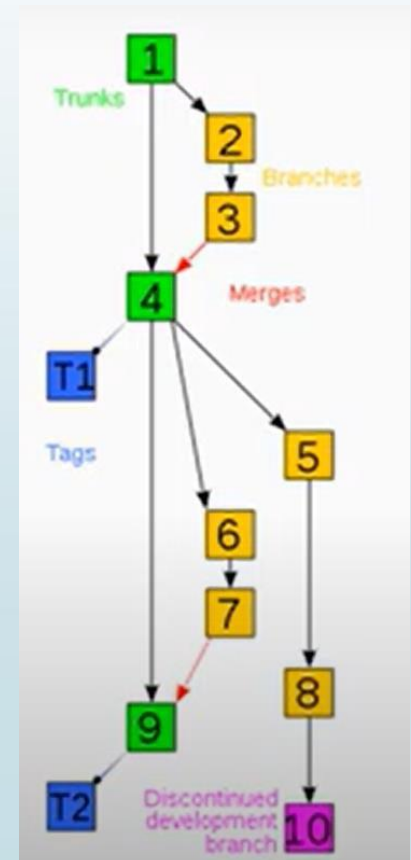 1
Trunks
2
Branches
3
4
Merges
T1
Tags
5
6
7
8
9
T2
Discontinued
development
branch
10